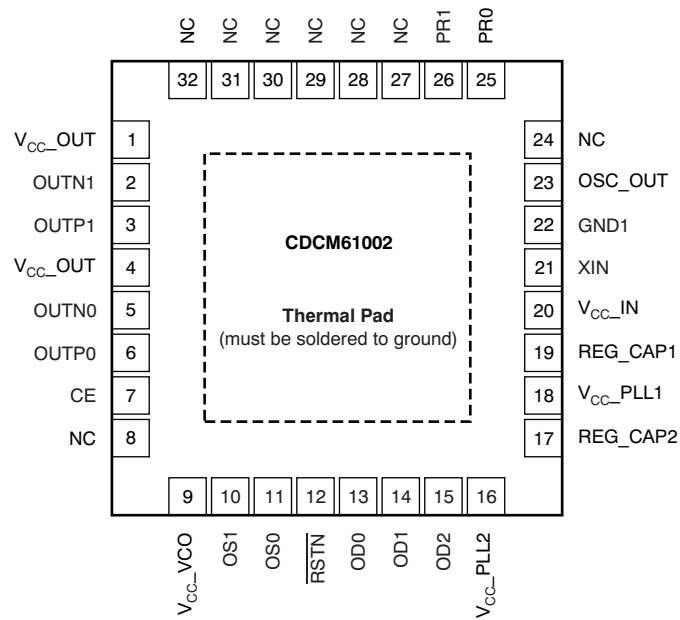 NC NC NC NC NC NC PR1 PR0
32 31 30 29 28 27 26 25
V_CC_OUT 1
OUTN1 2
OUTP1 3
V_CC_OUT 4
OUTN0 5
OUTP0 6
CE 7
NC 8
CDCM61002
Thermal Pad
(must be soldered to ground)
24 NC
23 OSC_OUT
22 GND1
21 XIN
20 V_CC_IN
19 REG_CAP1
18 V_CC_PLL1
17 REG_CAP2
9 10 11 12 13 14 15 16
V_CC_VCO OS1 OS0 R̅S̅T̅N̅ OD0 OD1 OD2 V_CC_PLL2